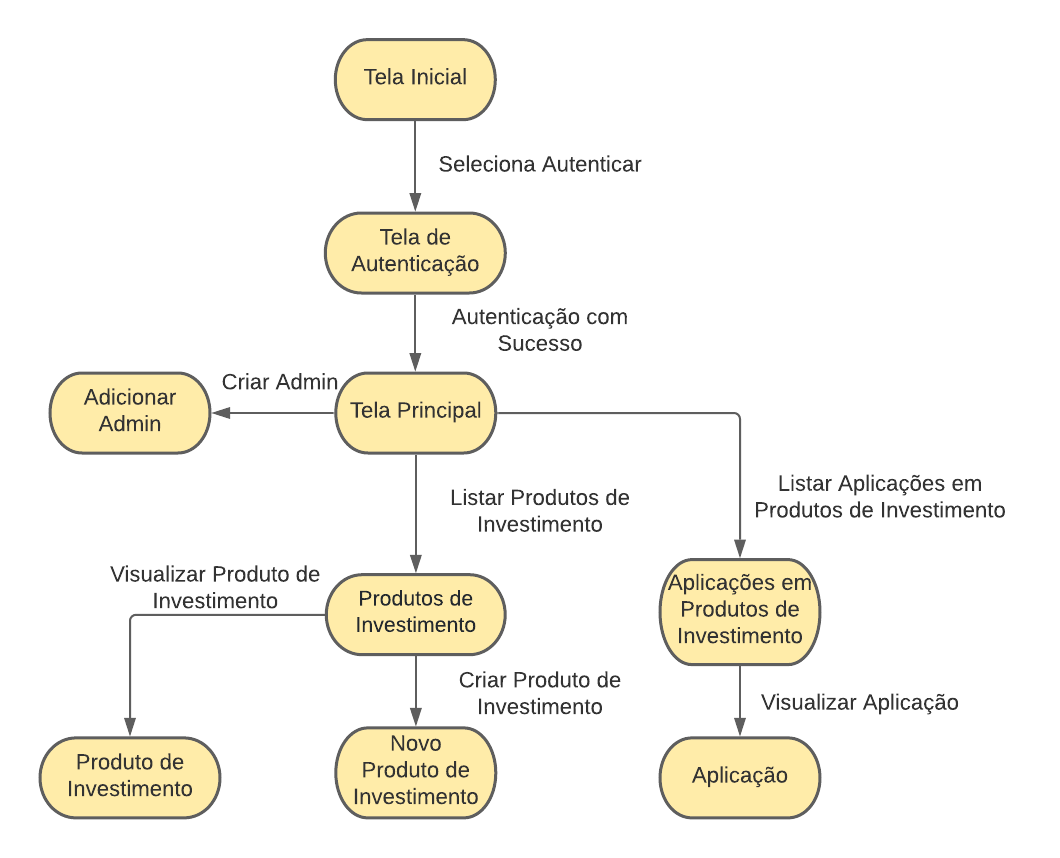 Tela Inicial
Seleciona Autenticar
Tela de
Autenticação
Autenticação com
Sucesso
Criar Admin
Adicionar
Admin
Tela Principal
Listar Produtos de
Investimento
Listar Aplicações em
Produtos de Investimento
Visualizar Produto de
Investimento
Produtos de
Investimento
Aplicações em
Produtos de
Investimento
Criar Produto de
Investimento
Visualizar Aplicação
Produto de
Investimento
Novo
Produto de
Investimento
Aplicação